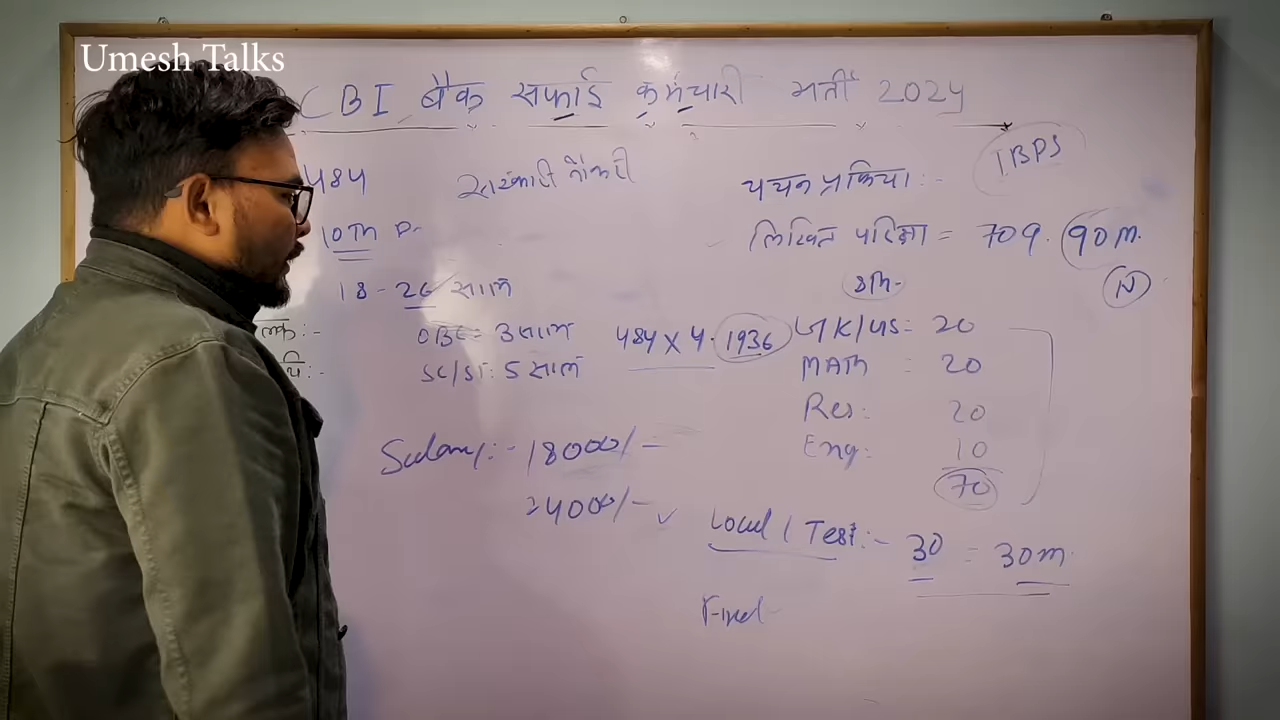 Umesh Talks
CBI बैंक सफाई कर्मचारी भर्ती 2024
484 सरकारी नौकरी
10Th P.
18-26 साल
OBC = 3 साल
SC/ST: 5 साल
484 x 4. 1936
Salary:- 18000/-
24000/-
IBPS
चयन प्रक्रिया:-
लिखित परिक्षा = 70q. 90m.
N
8th-
GK/GS: 20
MATH : 20
Res: 20
Eng: 10
70
Local / Test:- 30 = 30m.
Final